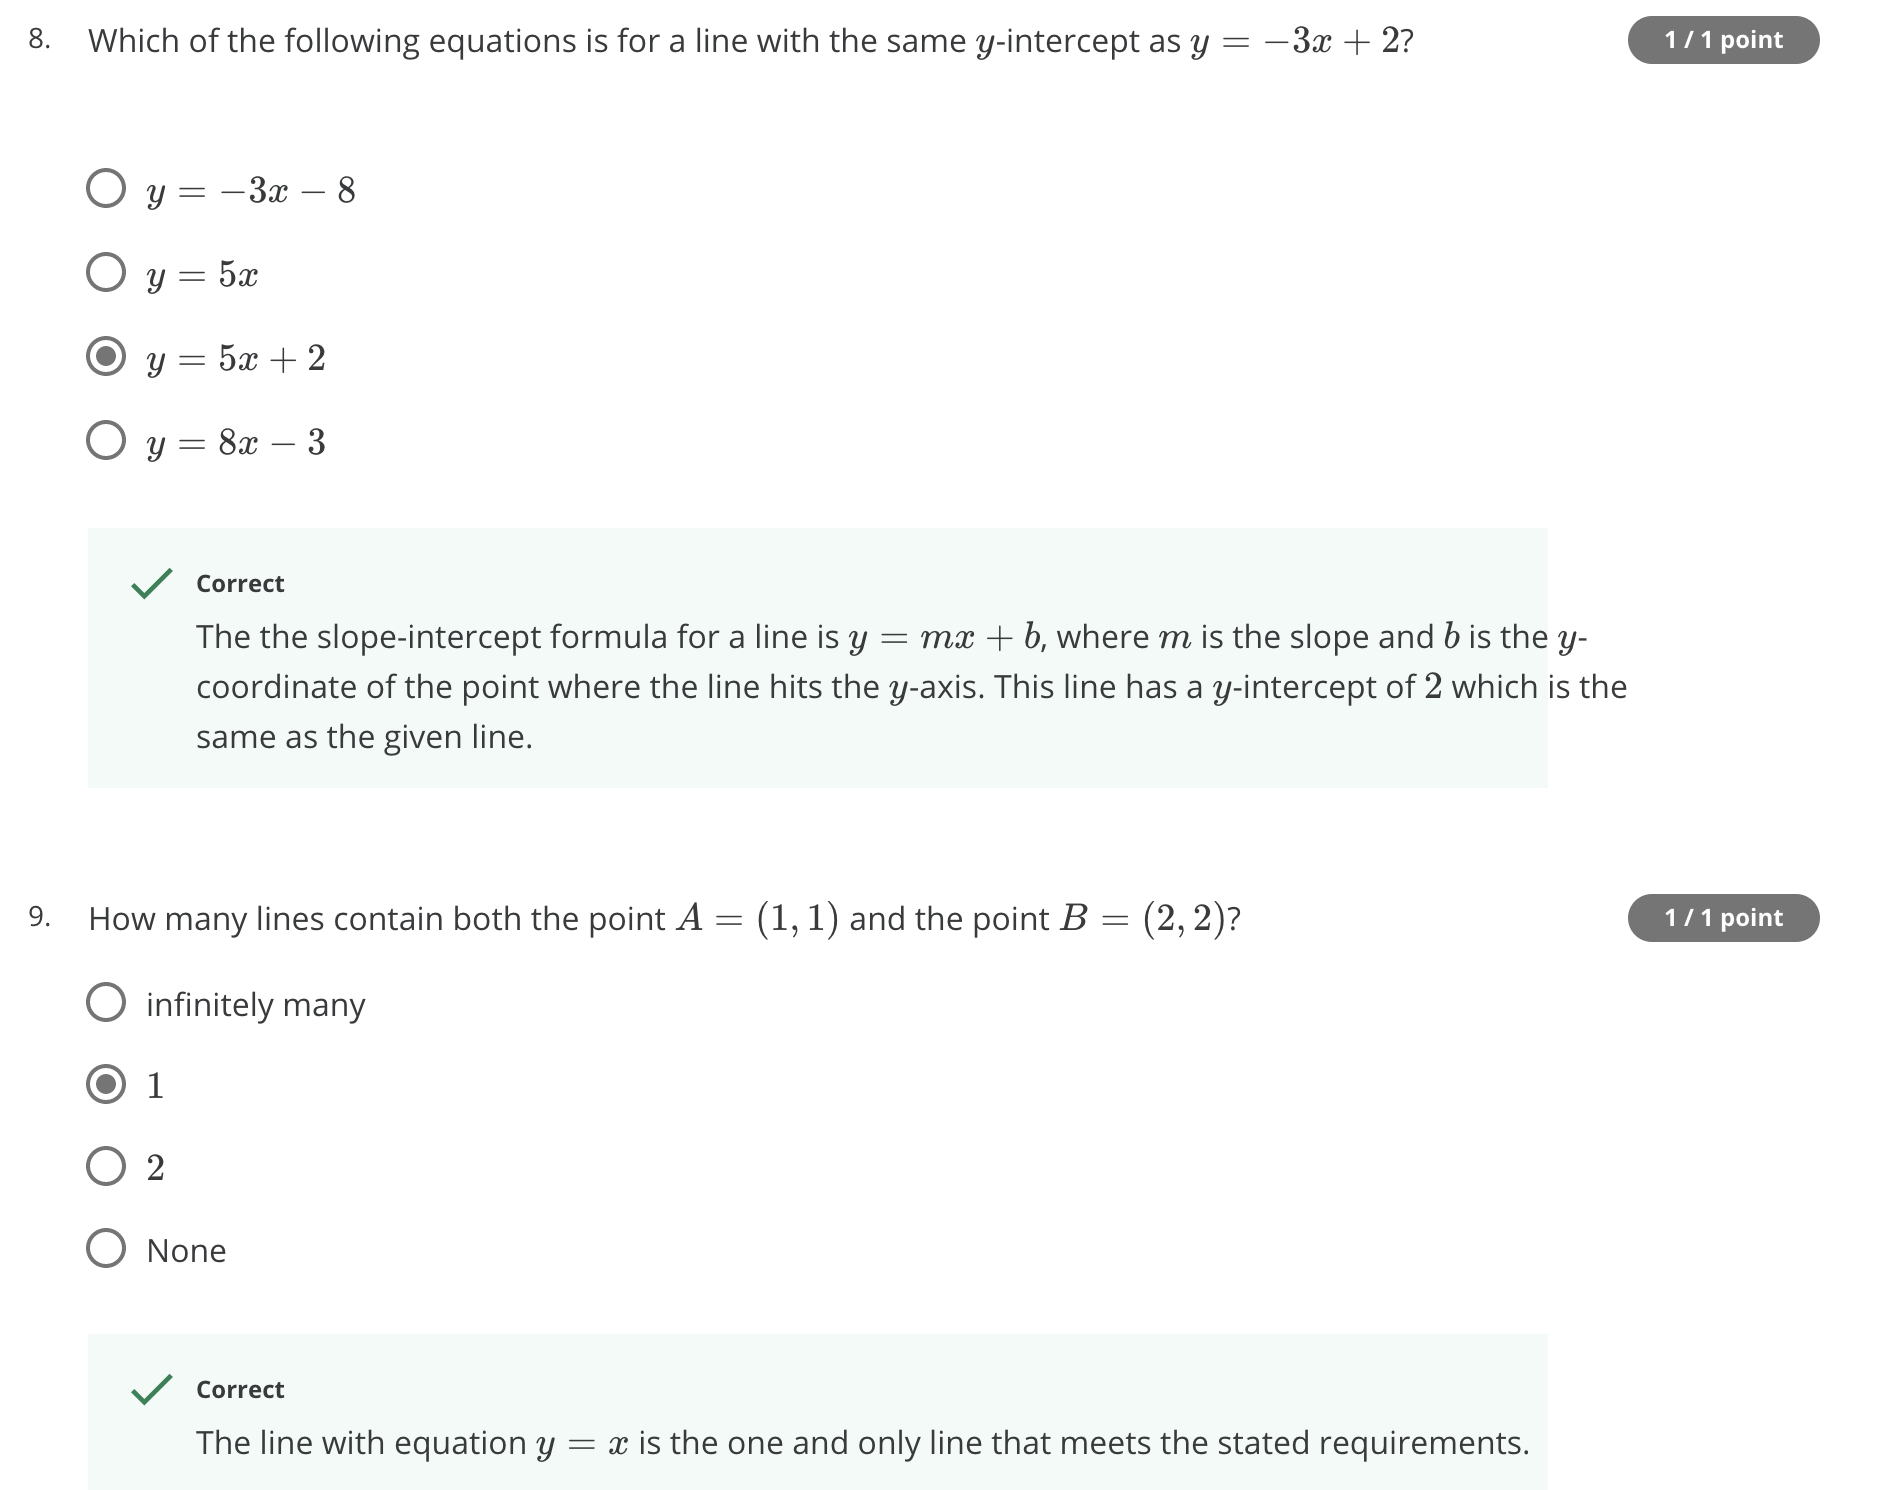 8. Which of the following equations is for a line with the same y-intercept as y = −3x + 2?
1 / 1 point
y = −3x − 8
y = 5x
y = 5x + 2
y = 8x − 3
Correct
The the slope-intercept formula for a line is y = mx + b, where m is the slope and b is the y-
coordinate of the point where the line hits the y-axis. This line has a y-intercept of 2 which is the
same as the given line.
9. How many lines contain both the point A = (1, 1) and the point B = (2, 2)?
1 / 1 point
infinitely many
1
2
None
Correct
The line with equation y = x is the one and only line that meets the stated requirements.